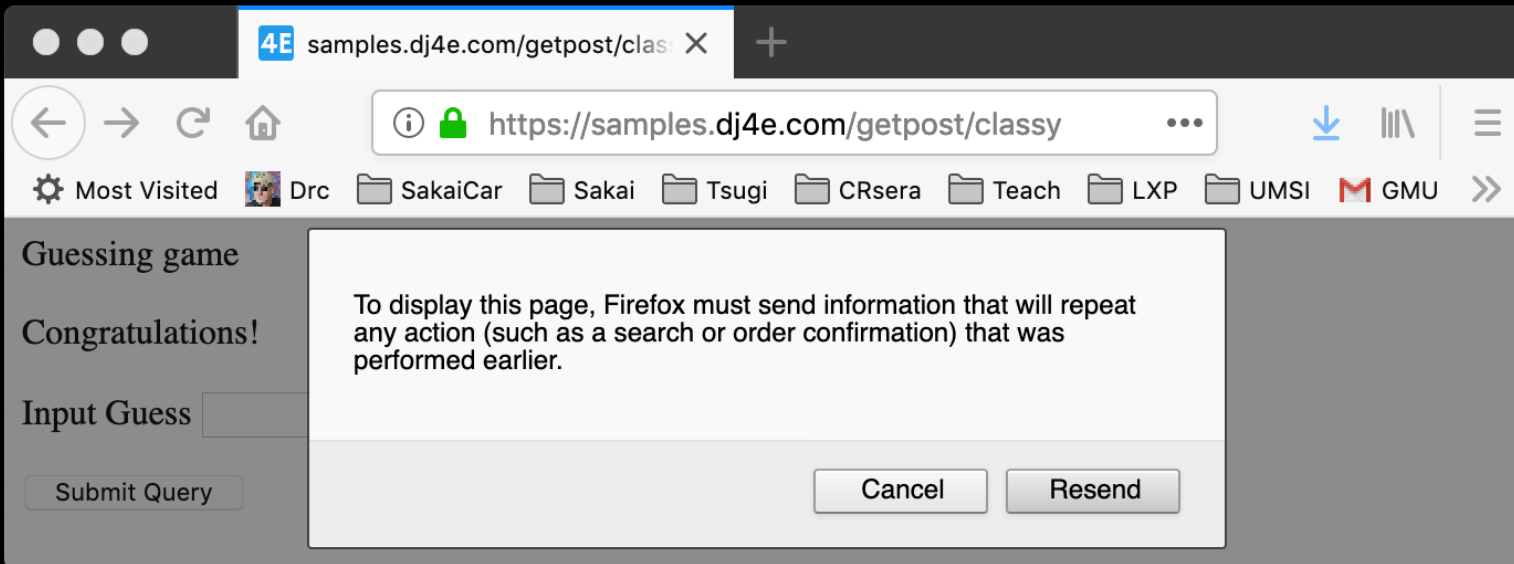 4E samples.dj4e.com/getpost/clas
https://samples.dj4e.com/getpost/classy
Most Visited Drc SakaiCar Sakai Tsugi CRsera Teach LXP UMSI GMU
Guessing game
Congratulations!
Input Guess
Submit Query
To display this page, Firefox must send information that will repeat
any action (such as a search or order confirmation) that was
performed earlier.
Cancel Resend